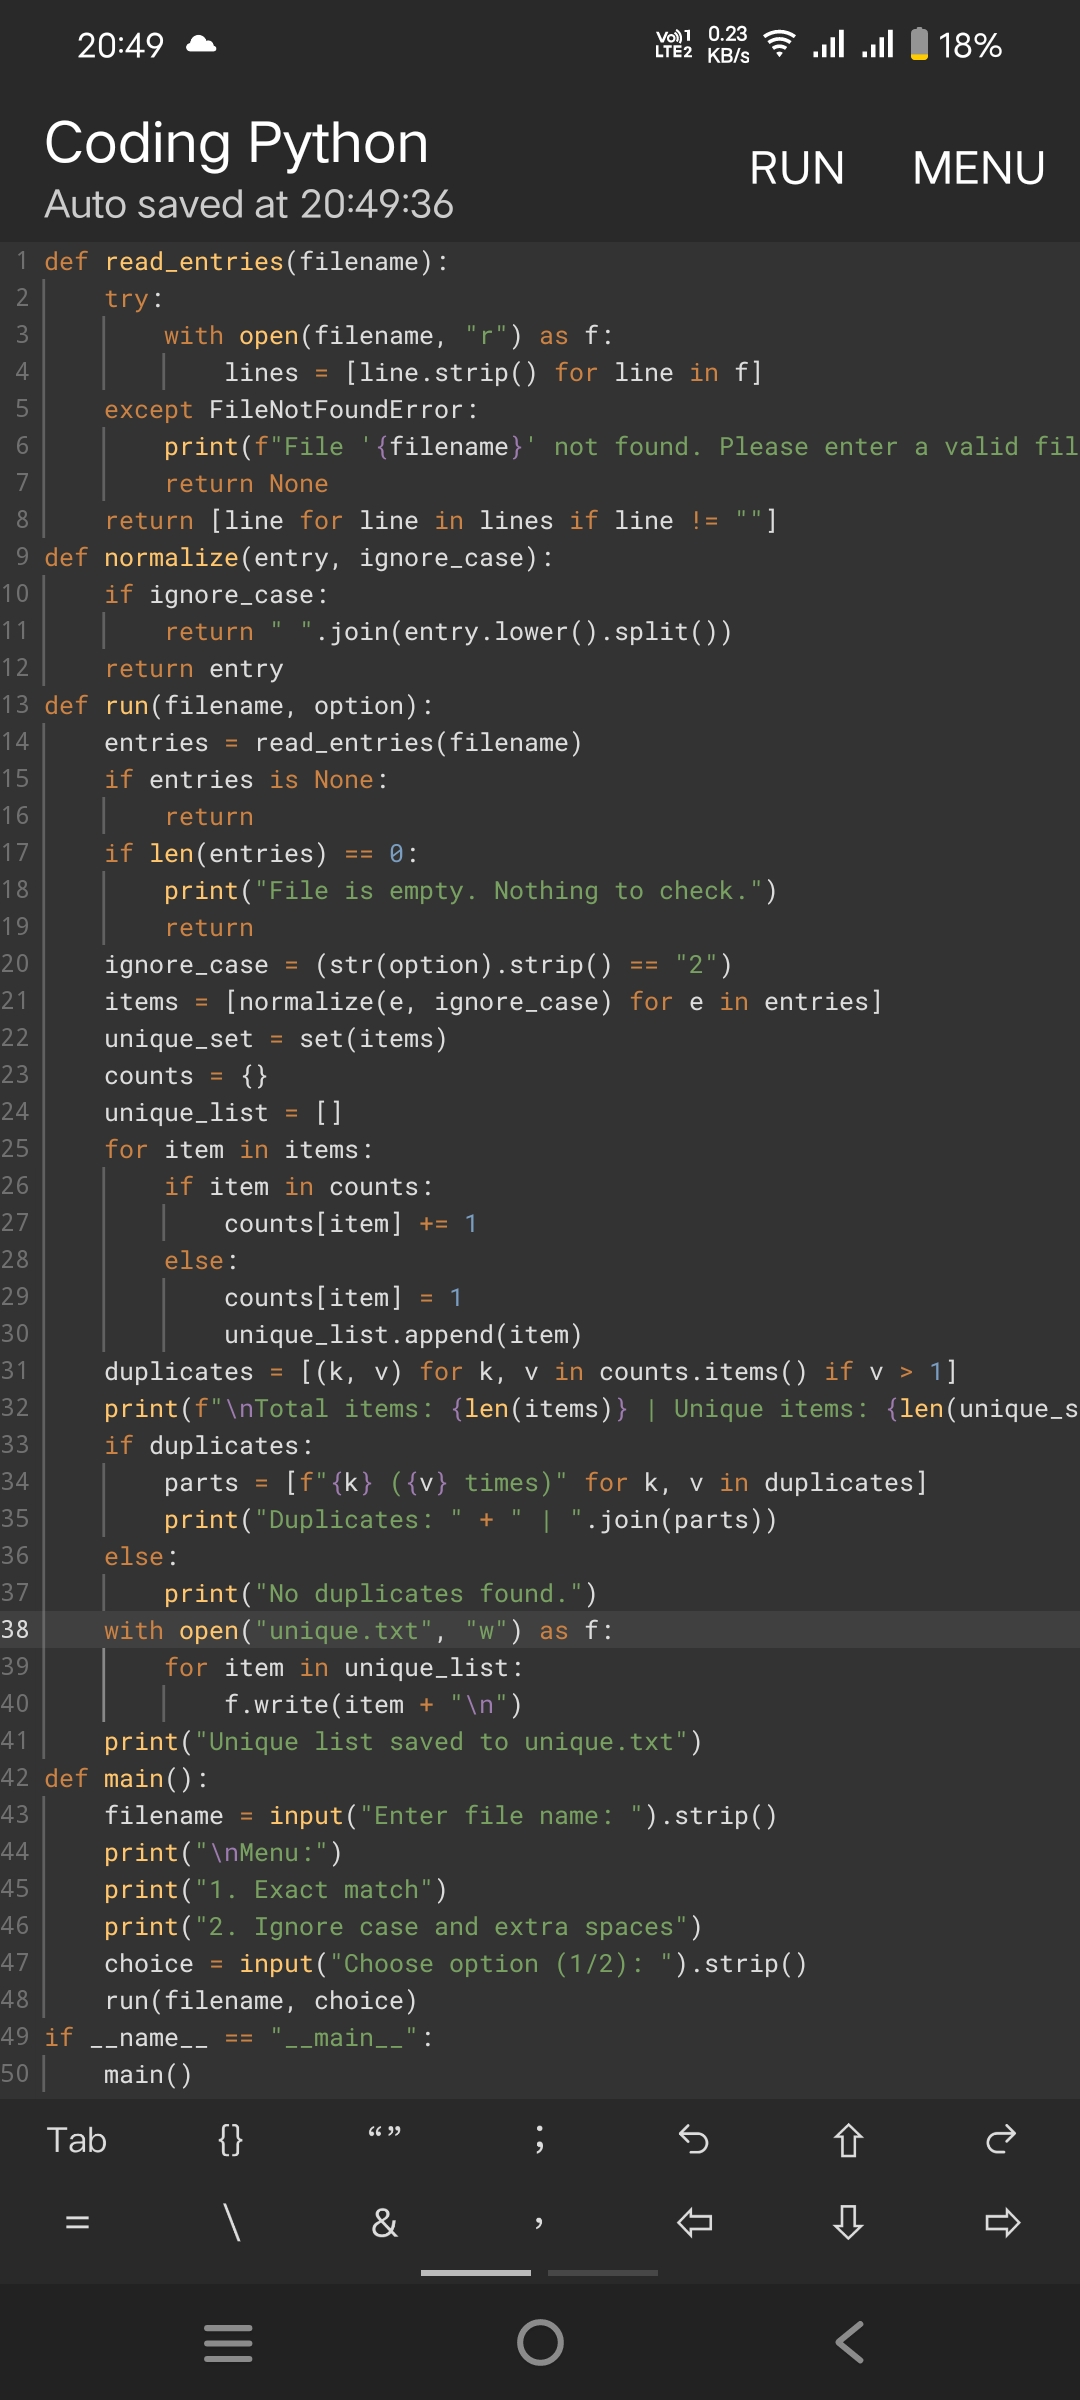 20:49 Vo))1 LTE2 0.23 KB/s 18%
Coding Python
RUN MENU
Auto saved at 20:49:36
1 def read_entries(filename):
2     try:
3         with open(filename, "r") as f:
4             lines = [line.strip() for line in f]
5     except FileNotFoundError:
6         print(f"File '{filename}' not found. Please enter a valid fil
7         return None
8     return [line for line in lines if line != ""]
9 def normalize(entry, ignore_case):
10     if ignore_case:
11         return " ".join(entry.lower().split())
12     return entry
13 def run(filename, option):
14     entries = read_entries(filename)
15     if entries is None:
16         return
17     if len(entries) == 0:
18         print("File is empty. Nothing to check.")
19         return
20     ignore_case = (str(option).strip() == "2")
21     items = [normalize(e, ignore_case) for e in entries]
22     unique_set = set(items)
23     counts = {}
24     unique_list = []
25     for item in items:
26         if item in counts:
27             counts[item] += 1
28         else:
29             counts[item] = 1
30             unique_list.append(item)
31     duplicates = [(k, v) for k, v in counts.items() if v > 1]
32     print(f"\nTotal items: {len(items)} | Unique items: {len(unique_s
33     if duplicates:
34         parts = [f"{k} ({v} times)" for k, v in duplicates]
35         print("Duplicates: " + " | ".join(parts))
36     else:
37         print("No duplicates found.")
38     with open("unique.txt", "w") as f:
39         for item in unique_list:
40             f.write(item + "\n")
41     print("Unique list saved to unique.txt")
42 def main():
43     filename = input("Enter file name: ").strip()
44     print("\nMenu:")
45     print("1. Exact match")
46     print("2. Ignore case and extra spaces")
47     choice = input("Choose option (1/2): ").strip()
48     run(filename, choice)
49 if __name__ == "__main__":
50     main()
Tab {} “” ;
= \ & ,